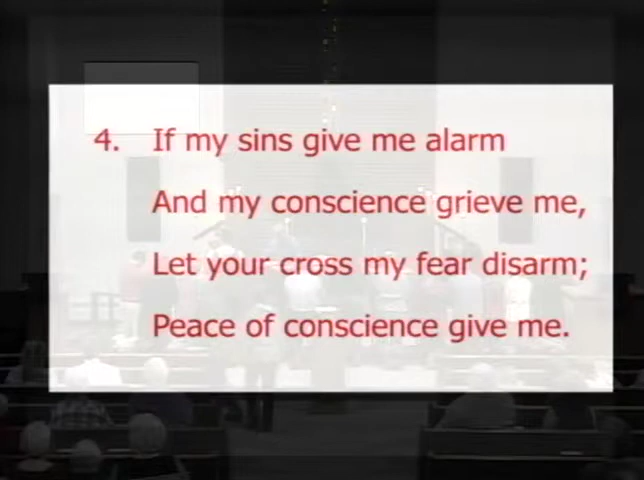 4. If my sins give me alarm
And my conscience grieve me,
Let your cross my fear disarm;
Peace of conscience give me.